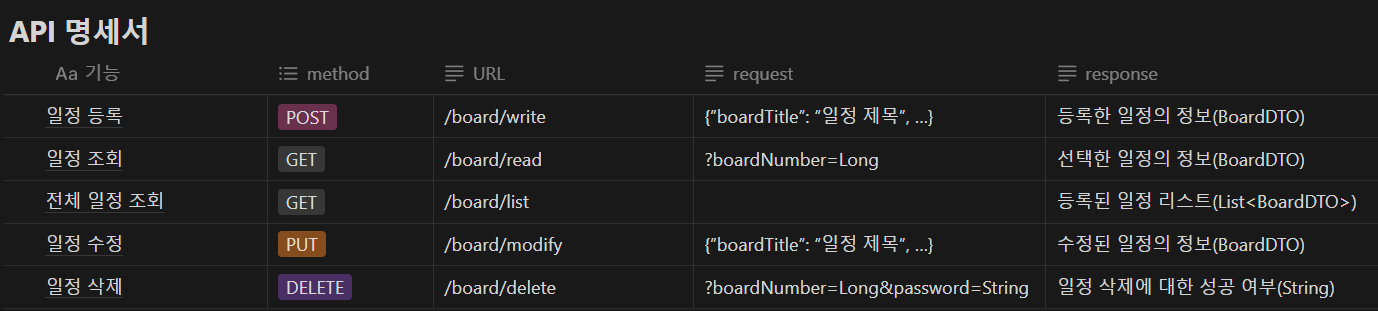 API 명세서
Aa 기능 method URL request response
일정 등록 POST /board/write {”boardTitle”: “일정 제목”, …} 등록한 일정의 정보(BoardDTO)
일정 조회 GET /board/read ?boardNumber=Long 선택한 일정의 정보(BoardDTO)
전체 일정 조회 GET /board/list 등록된 일정 리스트(List<BoardDTO>)
일정 수정 PUT /board/modify {”boardTitle”: “일정 제목”, …} 수정된 일정의 정보(BoardDTO)
일정 삭제 DELETE /board/delete ?boardNumber=Long&password=String 일정 삭제에 대한 성공 여부(String)